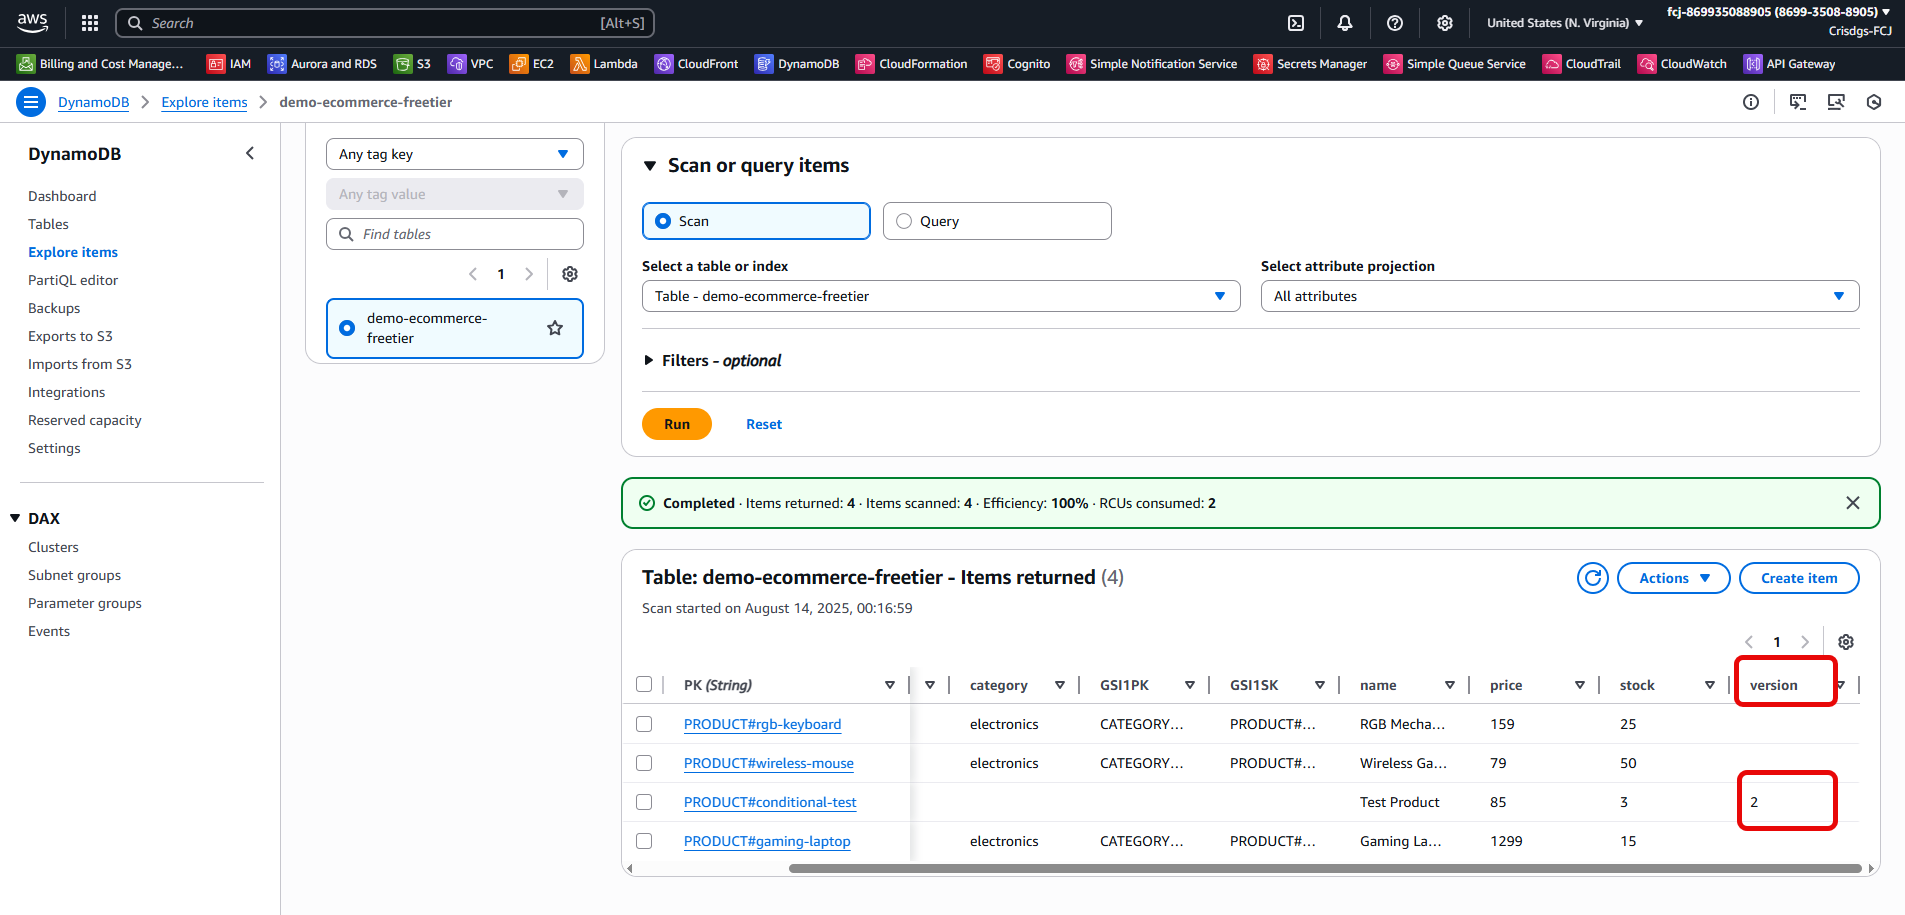 aws
Search [Alt+S]
United States (N. Virginia)
fcj-869935088905 (8699-3508-8905)
Crisdgs-FCJ
Billing and Cost Manage... IAM Aurora and RDS S3 VPC EC2 Lambda CloudFront DynamoDB CloudFormation Cognito Simple Notification Service Secrets Manager Simple Queue Service CloudTrail CloudWatch API Gateway
DynamoDB Explore items demo-ecommerce-freetier
DynamoDB
Dashboard
Tables
Explore items
PartiQL editor
Backups
Exports to S3
Imports from S3
Integrations
Reserved capacity
Settings
DAX
Clusters
Subnet groups
Parameter groups
Events
Any tag key
Any tag value
Find tables
1
demo-ecommerce-
freetier
Scan or query items
Scan Query
Select a table or index Select attribute projection
Table - demo-ecommerce-freetier All attributes
Filters - optional
Run Reset
Completed · Items returned: 4 · Items scanned: 4 · Efficiency: 100% · RCUs consumed: 2
Table: demo-ecommerce-freetier - Items returned (4)
Actions Create item
Scan started on August 14, 2025, 00:16:59
1
PK (String) category GSI1PK GSI1SK name price stock version
PRODUCT#rgb-keyboard electronics CATEGORY... PRODUCT#... RGB Mecha... 159 25
PRODUCT#wireless-mouse electronics CATEGORY... PRODUCT#... Wireless Ga... 79 50
PRODUCT#conditional-test Test Product 85 3 2
PRODUCT#gaming-laptop electronics CATEGORY... PRODUCT#... Gaming La... 1299 15